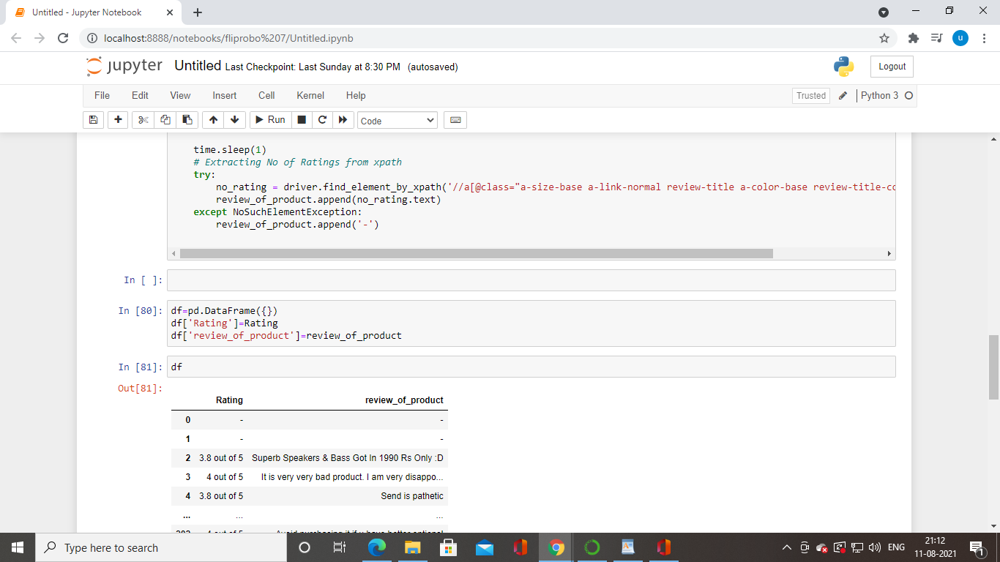 Untitled - Jupyter Notebook
localhost:8888/notebooks/fliprobo%207/Untitled.ipynb
u
jupyter Untitled Last Checkpoint: Last Sunday at 8:30 PM (autosaved)
Logout
File Edit View Insert Cell Kernel Help
Trusted
Python 3
Run
Code
time.sleep(1)
# Extracting No of Ratings from xpath
try:
no_rating = driver.find_element_by_xpath('//a[@class="a-size-base a-link-normal review-title a-color-base review-title-co
review_of_product.append(no_rating.text)
except NoSuchElementException:
review_of_product.append('-')
In [ ]:
In [80]: df=pd.DataFrame({})
df['Rating']=Rating
df['review_of_product']=review_of_product
In [81]: df
Out[81]:
Rating review_of_product
0 - -
1 - -
2 3.8 out of 5 Superb Speakers & Bass Got In 1990 Rs Only :D
3 4 out of 5 It is very very bad product. I am very disappo...
4 3.8 out of 5 Send is pathetic
... ... ...
Type here to search
ENG
21:12
11-08-2021
1